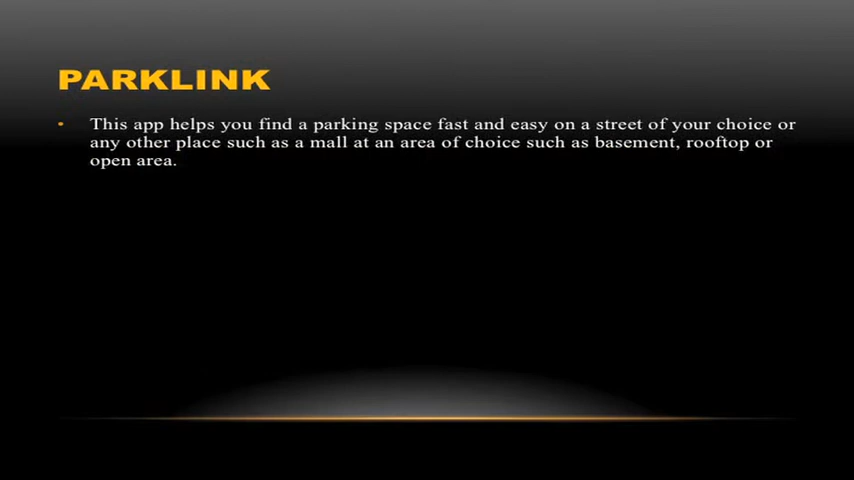 PARKLINK
• This app helps you find a parking space fast and easy on a street of your choice or
any other place such as a mall at an area of choice such as basement, rooftop or
open area.